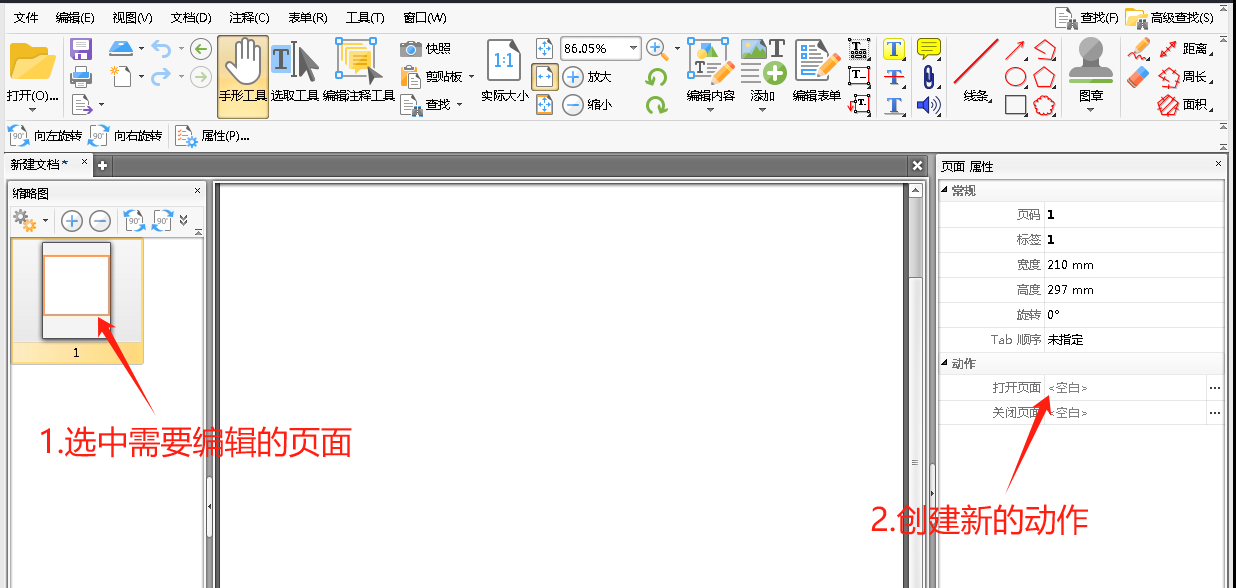 文件 编辑(E) 视图(V) 文档(D) 注释(C) 表单(R) 工具(T) 窗口(W) 查找(F) 高级查找(S)
打开(O)...
手形工具 选取工具 编辑注释工具
快照
剪贴板
查找
实际大小
1:1
86.05%
放大
缩小
编辑内容 添加 编辑表单
线条
图章
距离
周长
面积
90° 向左旋转 90° 向右旋转 属性(P)...
新建文档*
缩略图
90° 90°
1
1.选中需要编辑的页面
页面 属性
常规
页码 1
标签 1
宽度 210 mm
高度 297 mm
旋转 0°
Tab 顺序 未指定
动作
打开页面 <空白> ...
关闭页面 <空白> ...
2.创建新的动作